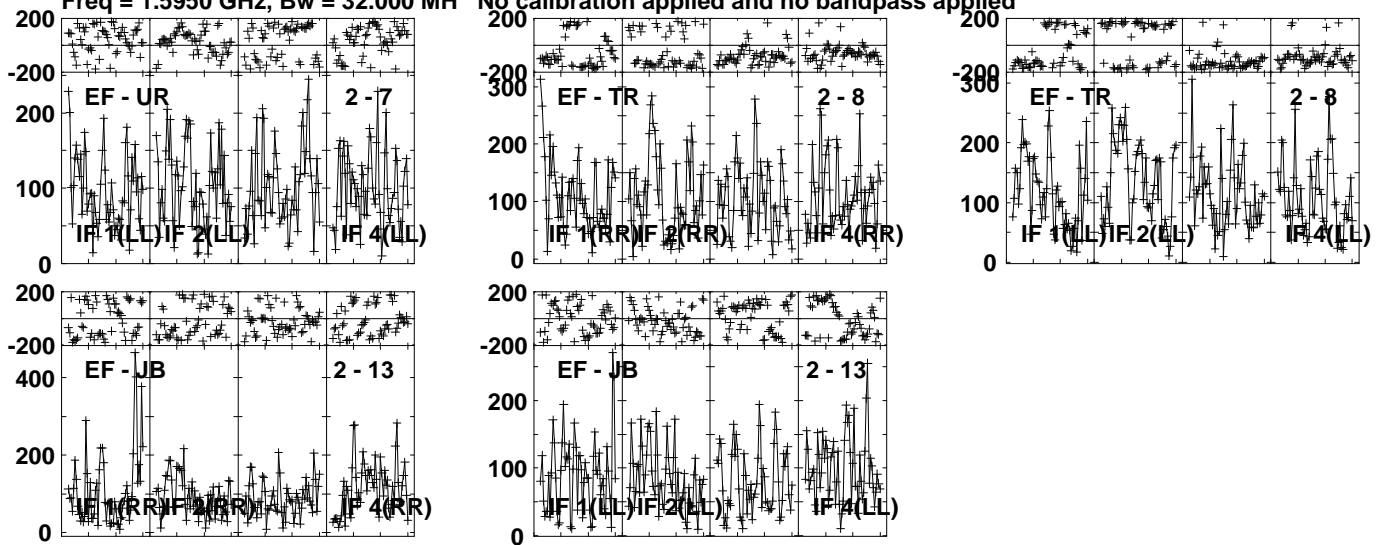 Freq = 1.5950 GHz, Bw = 32.000 MH No calibration applied and no bandpass applied
200
-200
200
100
0
EF - UR 2 - 7
IF 1(LL) IF 2(LL) IF 4(LL)
200
-200
300
200
100
0
EF - TR 2 - 8
IF 1(RR) IF 2(RR) IF 4(RR)
200
-200
300
200
100
0
EF - TR 2 - 8
IF 1(LL) IF 2(LL) IF 4(LL)
200
-200
400
200
0
EF - JB 2 - 13
IF 1(RR) IF 2(RR) IF 4(RR)
200
-200
200
100
0
EF - JB 2 - 13
IF 1(LL) IF 2(LL) IF 4(LL)